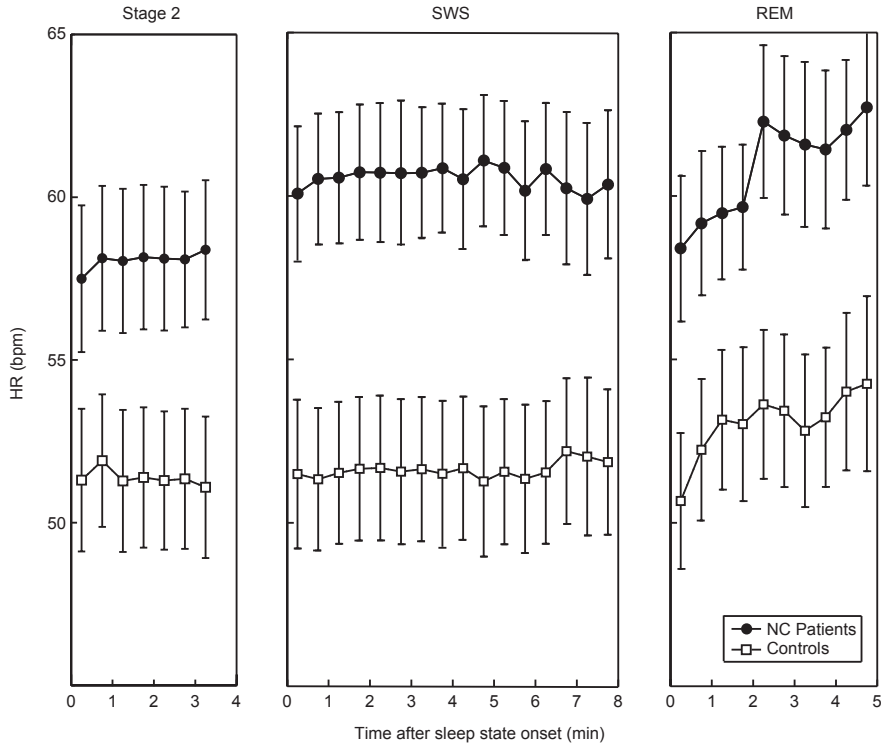 Stage 2 SWS REM
65
60
55
50
HR (bpm)
NC Patients
Controls
0 1 2 3 4 0 1 2 3 4 5 6 7 8 0 1 2 3 4 5
Time after sleep state onset (min)